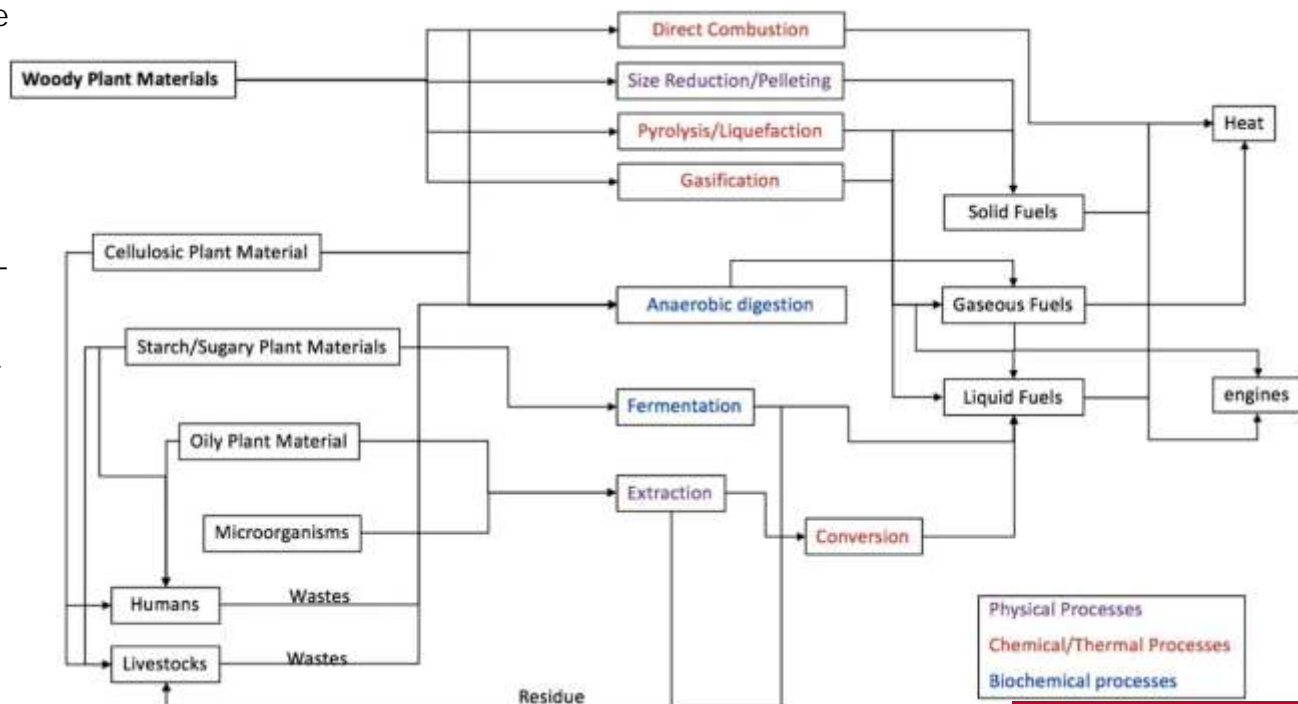 e
Direct Combustion
Woody Plant Materials
Size Reduction/Pelleting
Pyrolysis/Liquefaction
Heat
Gasification
Solid Fuels
Cellulosic Plant Material
Anaerobic digestion
Gaseous Fuels
Starch/Sugary Plant Materials
Liquid Fuels
engines
Fermentation
Oily Plant Material
Extraction
Microorganisms
Conversion
Humans
Wastes
Livestocks
Wastes
Residue
Physical Processes
Chemical/Thermal Processes
Biochemical processes